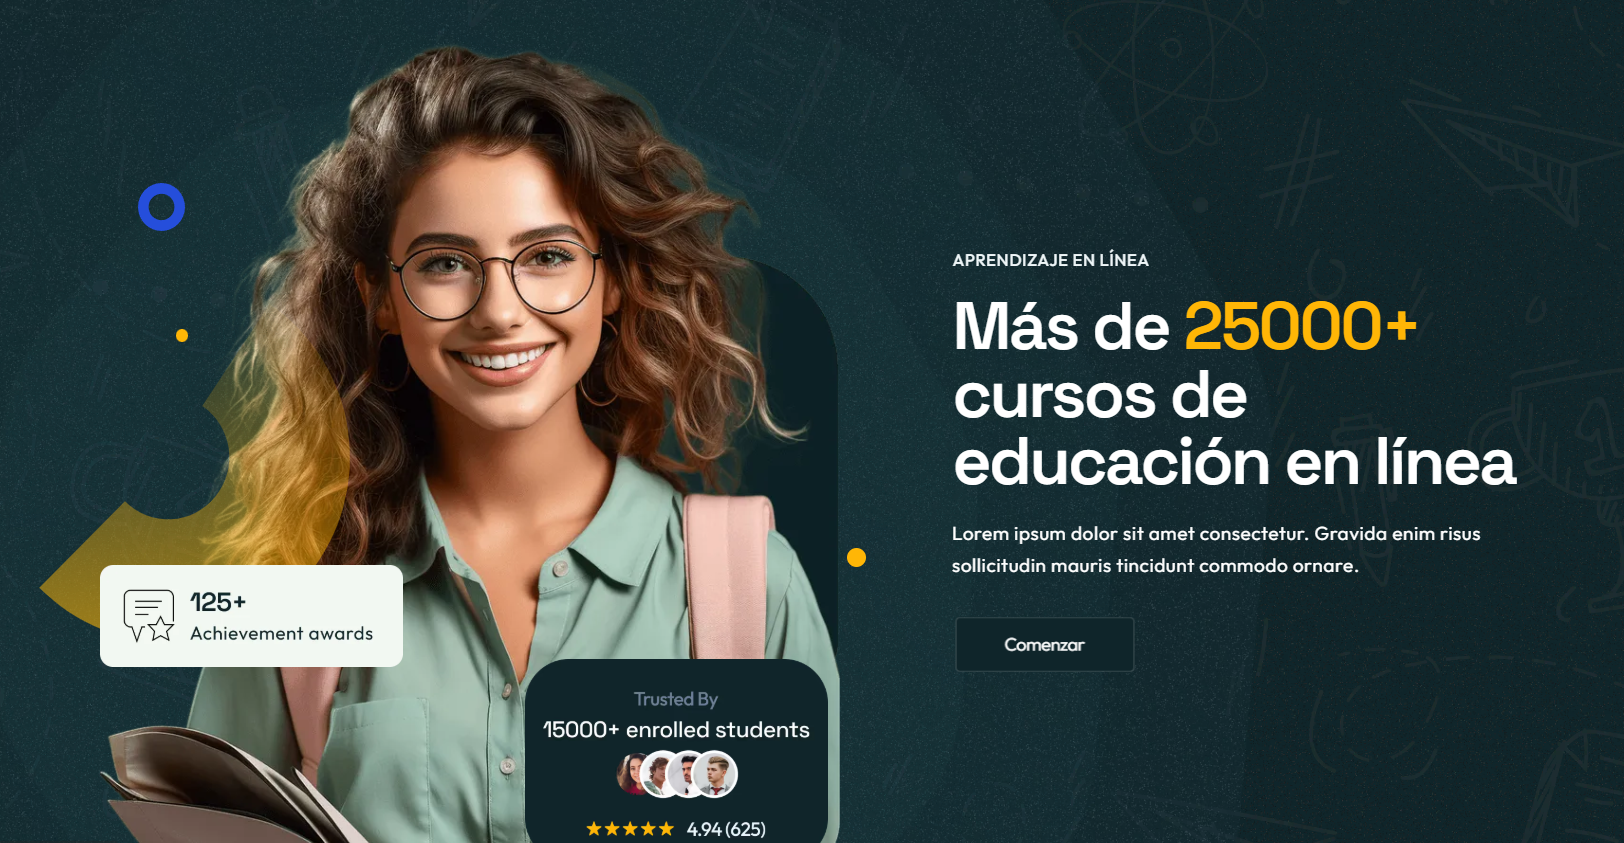 APRENDIZAJE EN LÍNEA
Más de 25000+
cursos de
educación en línea
Lorem ipsum dolor sit amet consectetur. Gravida enim risus
sollicitudin mauris tincidunt commodo ornare.
Comenzar
125+
Achievement awards
Trusted By
15000+ enrolled students
4.94 (625)